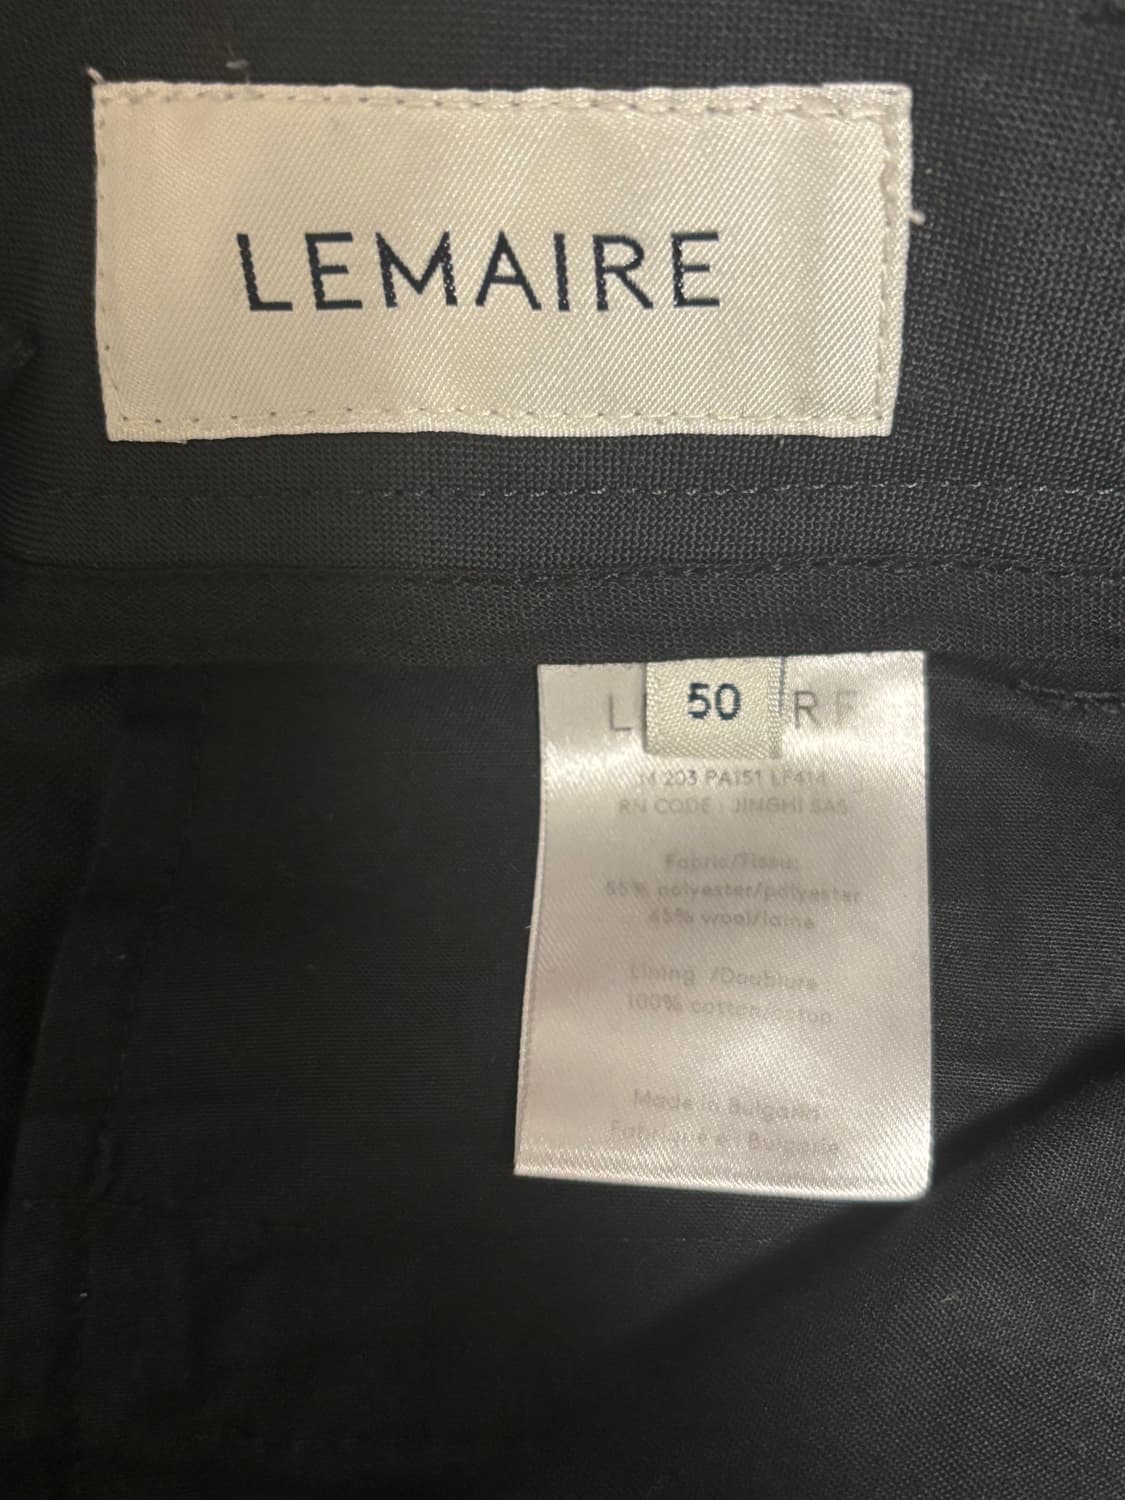 LEMAIRE
50
L RE
M 203 PA151 LF414
RN CODE : JINGHI SAS
Fabric/Tissu:
55% polyester/polyester
45% wool/laine
Lining /Doublure :
100% cotton/coton
Made in Bulgaria
Fabriqué en Bulgarie